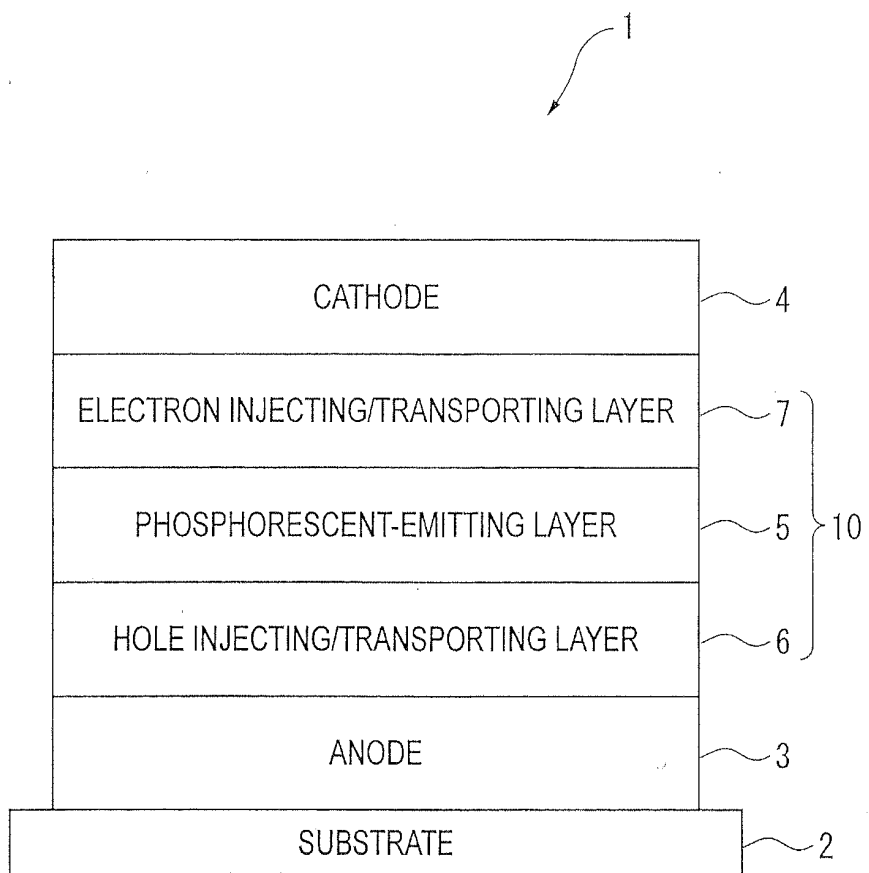 1
CATHODE 4
ELECTRON INJECTING/TRANSPORTING LAYER 7
PHOSPHORESCENT-EMITTING LAYER 5 10
HOLE INJECTING/TRANSPORTING LAYER 6
ANODE 3
SUBSTRATE 2